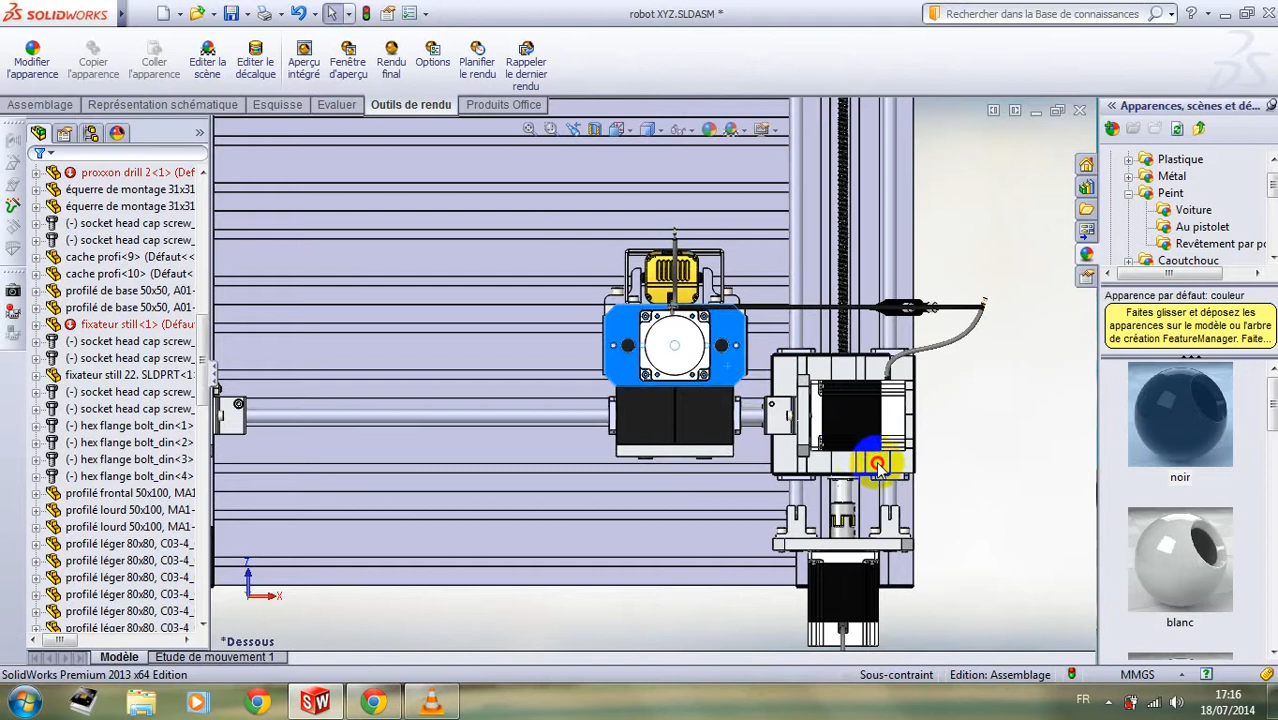 SOLIDWORKS
robot XYZ.SLDASM *
Rechercher dans la Base de connaissances
Modifier l'apparence
Copier l'apparence
Coller l'apparence
Editer la scène
Editer le décalque
Aperçu intégré
Fenêtre d'aperçu
Rendu final
Options
Planifier le rendu
Rappeler le dernier rendu
Assemblage
Représentation schématique
Esquisse
Evaluer
Outils de rendu
Produits Office
Apparences, scènes et dé...
proxxon drill 2<1> (Def
équerre de montage 31x31
équerre de montage 31x31
(-) socket head cap screw_
(-) socket head cap screw_
cache profi<9> (Défaut<<
cache profi<10> (Défaut<
profilé de base 50x50, A01-
profilé de base 50x50, A01-
fixateur still<1> (Défau
(-) socket head cap screw_
(-) socket head cap screw_
fixateur still 22. SLDPRT<1>
(-) socket head cap screw_
(-) socket head cap screw_
(-) hex flange bolt_din<1>
(-) hex flange bolt_din<2>
(-) hex flange bolt_din<3>
(-) hex flange bolt_din<4>
profilé frontal 50x100, MA1-
profilé lourd 50x100, MA1-
profilé léger 80x80, C03-4_
profilé léger 80x80, C03-4_
profilé léger 80x80, C03-4_
profilé léger 80x80, C03-4_
profilé léger 80x80, C03-4_
profilé léger 80x80. C03-4
Z
X
*Dessous
Plastique
Métal
Peint
Voiture
Au pistolet
Revêtement par po
Caoutchouc
Apparence par défaut: couleur
Faites glisser et déposez les
apparences sur le modèle ou l'arbre
de création FeatureManager. Faite...
noir
blanc
Modèle
Etude de mouvement 1
SolidWorks Premium 2013 x64 Edition
Sous-contraint
Edition: Assemblage
MMGS
FR
17:16
18/07/2014